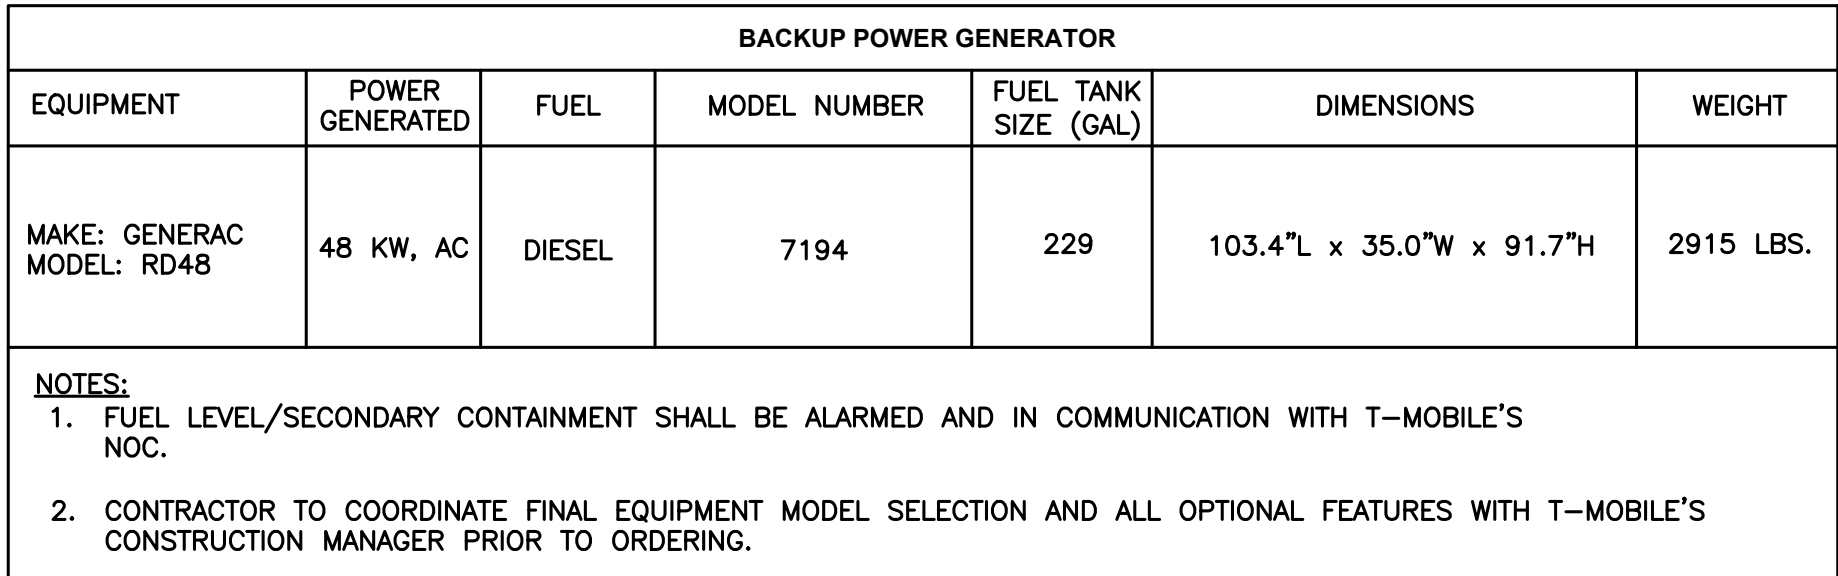 BACKUP POWER GENERATOR
EQUIPMENT
POWER
GENERATED
FUEL
MODEL NUMBER
FUEL TANK
SIZE (GAL)
DIMENSIONS
WEIGHT
MAKE: GENERAC
MODEL: RD48
48 KW, AC
DIESEL
7194
229
103.4"L x 35.0"W x 91.7"H
2915 LBS.
NOTES:
1. FUEL LEVEL/SECONDARY CONTAINMENT SHALL BE ALARMED AND IN COMMUNICATION WITH T-MOBILE'S
NOC.
2. CONTRACTOR TO COORDINATE FINAL EQUIPMENT MODEL SELECTION AND ALL OPTIONAL FEATURES WITH T-MOBILE'S
CONSTRUCTION MANAGER PRIOR TO ORDERING.